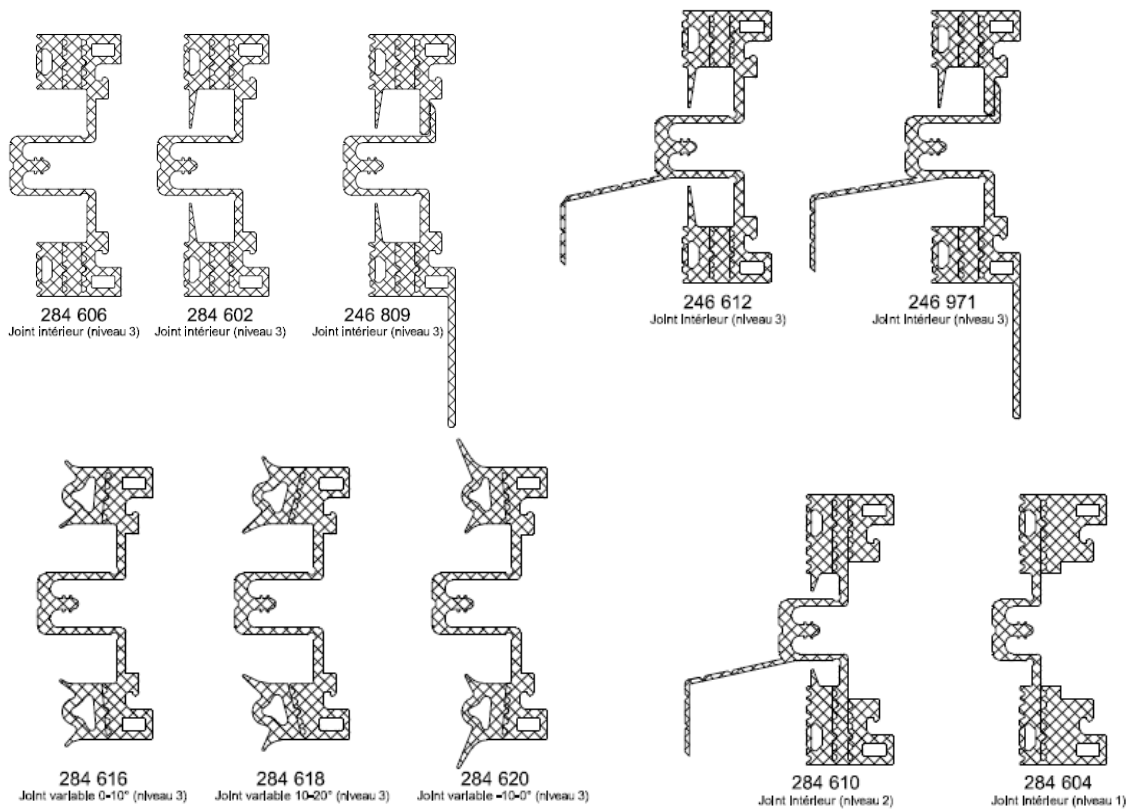 284 606
Joint intérieur (niveau 3)
284 602
Joint intérieur (niveau 3)
246 809
Joint intérieur (niveau 3)
246 612
Joint Intérieur (niveau 3)
246 971
Joint Intérieur (niveau 3)
284 616
Joint variable 0-10° (niveau 3)
284 618
Joint variable 10-20° (niveau 3)
284 620
Joint variable -10-0° (niveau 3)
284 610
Joint Intérieur (niveau 2)
284 604
Joint Intérieur (niveau 1)